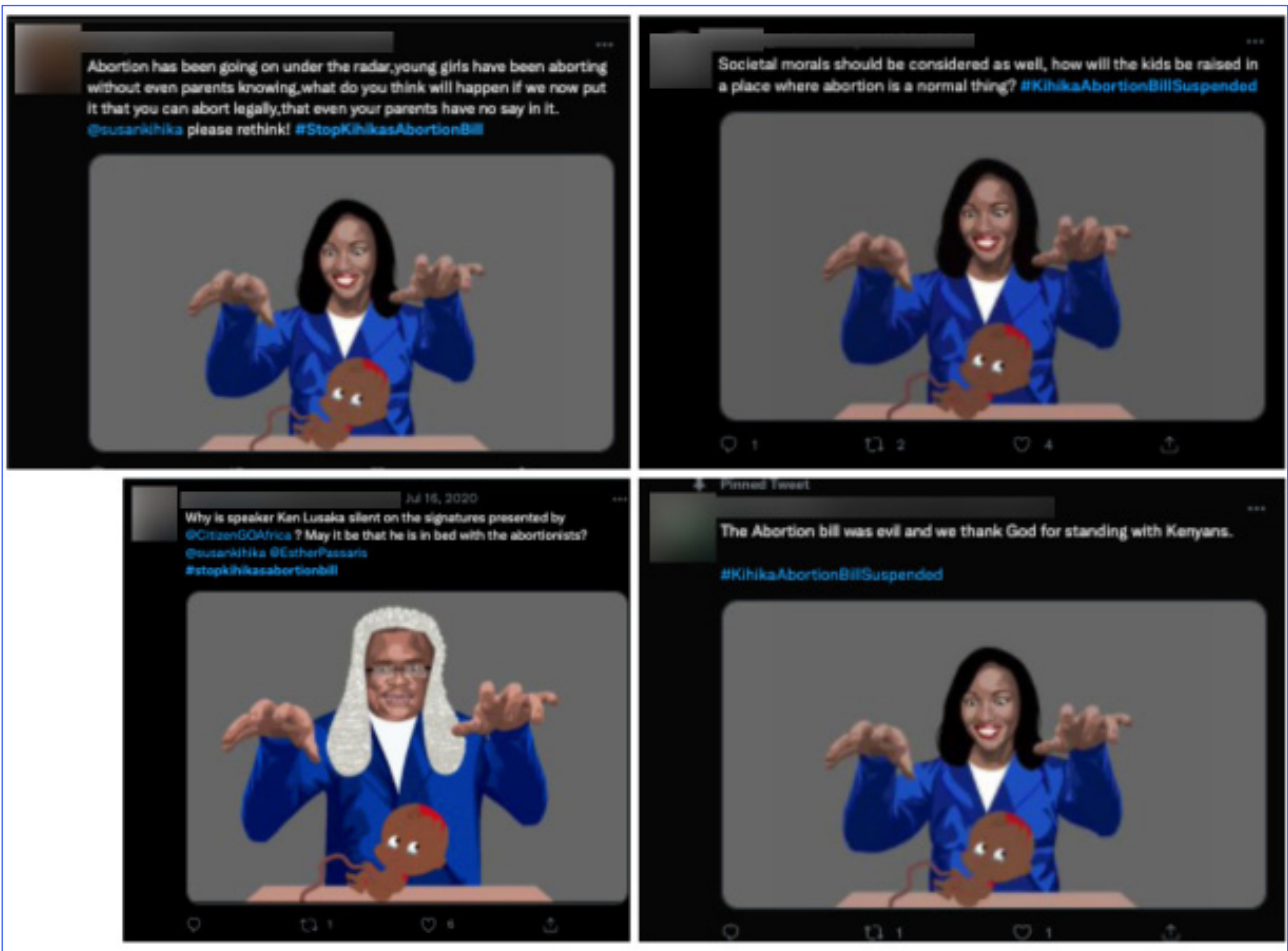 Abortion has been going on under the radar,young girls have been aborting
without even parents knowing,what do you think will happen if we now put
it that you can abort legally,that even your parents have no say in it.
@susankihika please rethink! #StopKihikasAbortionBill
Societal morals should be considered as well, how will the kids be raised in
a place where abortion is a normal thing? #KihikaAbortionBillSuspended
1 2 4
Jul 16, 2020
Why is speaker Ken Lusaka silent on the signatures presented by
@CitizenGOAfrica ? May it be that he is in bed with the abortionists?
@susankihika @EstherPassaris
#stopkihikasabortionbill
1 6
Pinned Tweet
The Abortion bill was evil and we thank God for standing with Kenyans.
#KihikaAbortionBillSuspended
1 1